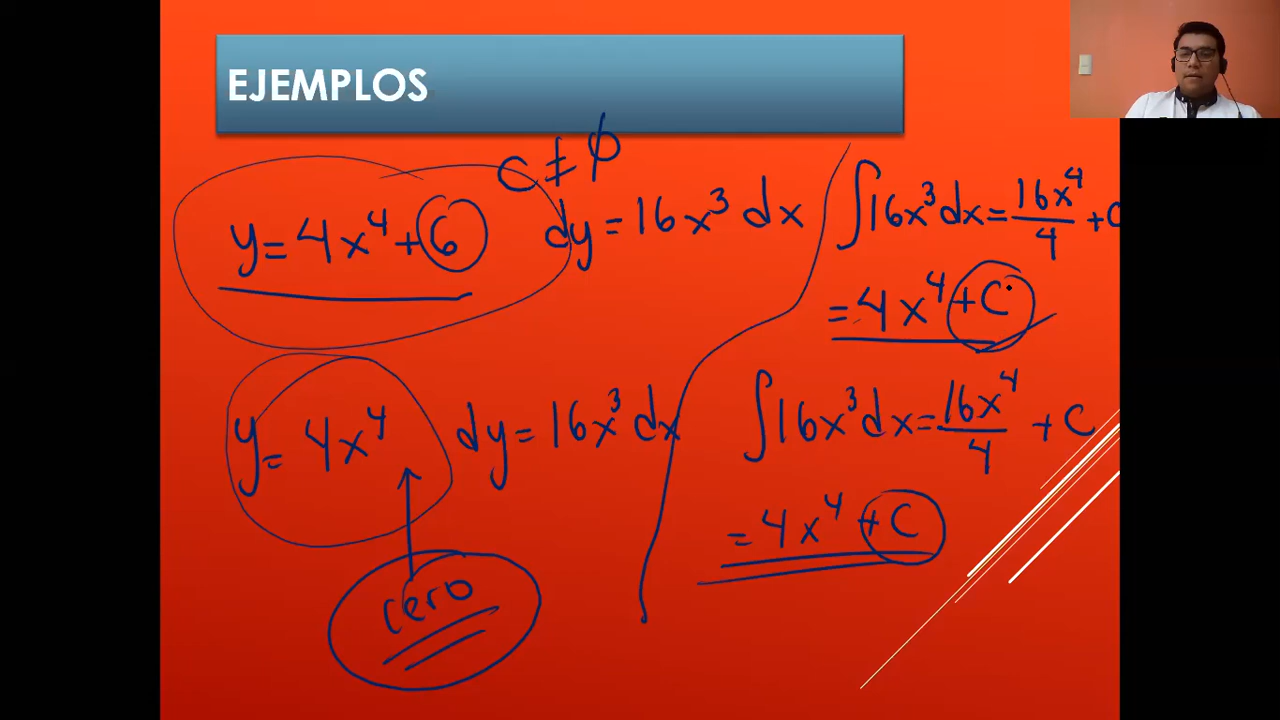 EJEMPLOS
C ≠ ϕ
y = 4x⁴ + 6
dy = 16x³ dx
∫16x³dx = 16x⁴/4 + C
= 4x⁴ + C
y = 4x⁴
dy = 16x³ dx
∫16x³dx = 16x⁴/4 + C
= 4x⁴ + C
cero